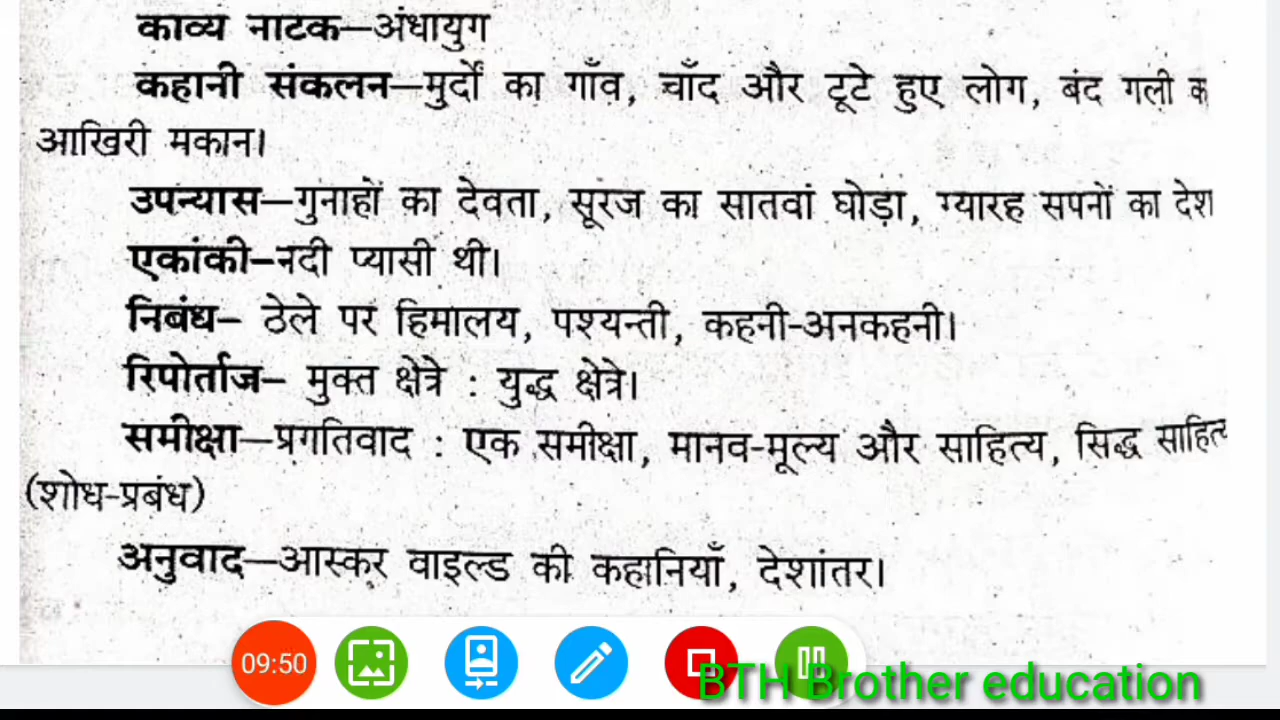 काव्य नाटक—अंधायुग
कहानी संकलन—मुर्दों का गाँव, चाँद और टूटे हुए लोग, बंद गली
आखिरी मकान।
उपन्यास—गुनाहों का देवता, सूरज का सातवां घोड़ा, ग्यारह सपनों का देश
एकांकी—नदी प्यासी थी।
निबंध— ठेले पर हिमालय, पश्यन्ती, कहनी-अनकहनी।
रिपोर्ताज— मुक्त क्षेत्रे : युद्ध क्षेत्रे।
समीक्षा—प्रगतिवाद : एक समीक्षा, मानव-मूल्य और साहित्य, सिद्ध
(शोध-प्रबंध)
अनुवाद—आस्कर वाइल्ड की कहानियाँ, देशांतर।
09:50
BTH Brother education